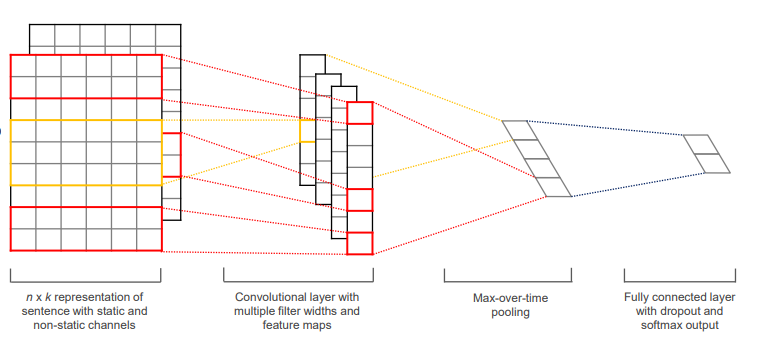 n x k representation of
sentence with static and
non-static channels
Convolutional layer with
multiple filter widths and
feature maps
Max-over-time
pooling
Fully connected layer
with dropout and
softmax output